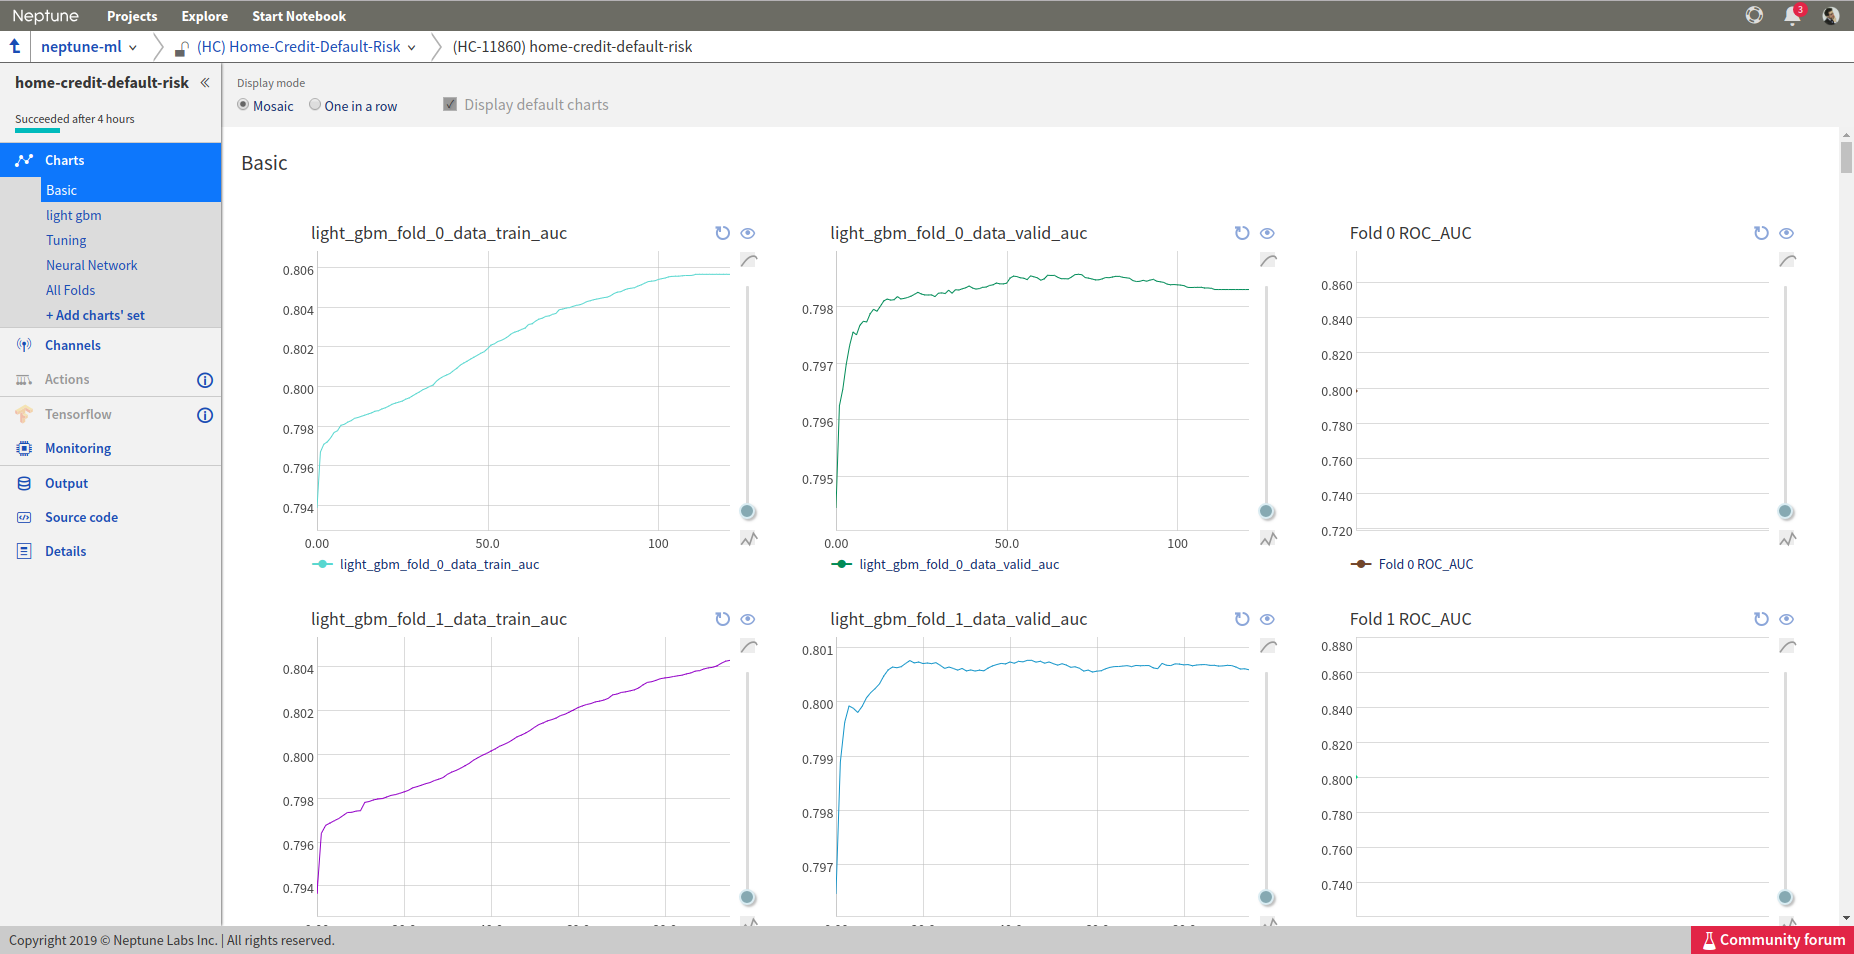 Neptune Projects Explore Start Notebook 3
neptune-ml (HC) Home-Credit-Default-Risk (HC-11860) home-credit-default-risk
home-credit-default-risk «
Succeeded after 4 hours
Charts
Basic
light gbm
Tuning
Neural Network
All Folds
+ Add charts' set
Channels
Actions
Tensorflow
Monitoring
Output
Source code
Details
Display mode
Mosaic One in a row Display default charts
Basic
light_gbm_fold_0_data_train_auc
0.806
0.804
0.802
0.800
0.798
0.796
0.794
0.00 50.0 100
light_gbm_fold_0_data_train_auc
light_gbm_fold_0_data_valid_auc
0.798
0.797
0.796
0.795
0.00 50.0 100
light_gbm_fold_0_data_valid_auc
Fold 0 ROC_AUC
0.860
0.840
0.820
0.800
0.780
0.760
0.740
0.720
Fold 0 ROC_AUC
light_gbm_fold_1_data_train_auc
0.804
0.802
0.800
0.798
0.796
0.794
light_gbm_fold_1_data_valid_auc
0.801
0.800
0.799
0.798
0.797
Fold 1 ROC_AUC
0.880
0.860
0.840
0.820
0.800
0.780
0.760
0.740
Copyright 2019 © Neptune Labs Inc. | All rights reserved.
Community forum